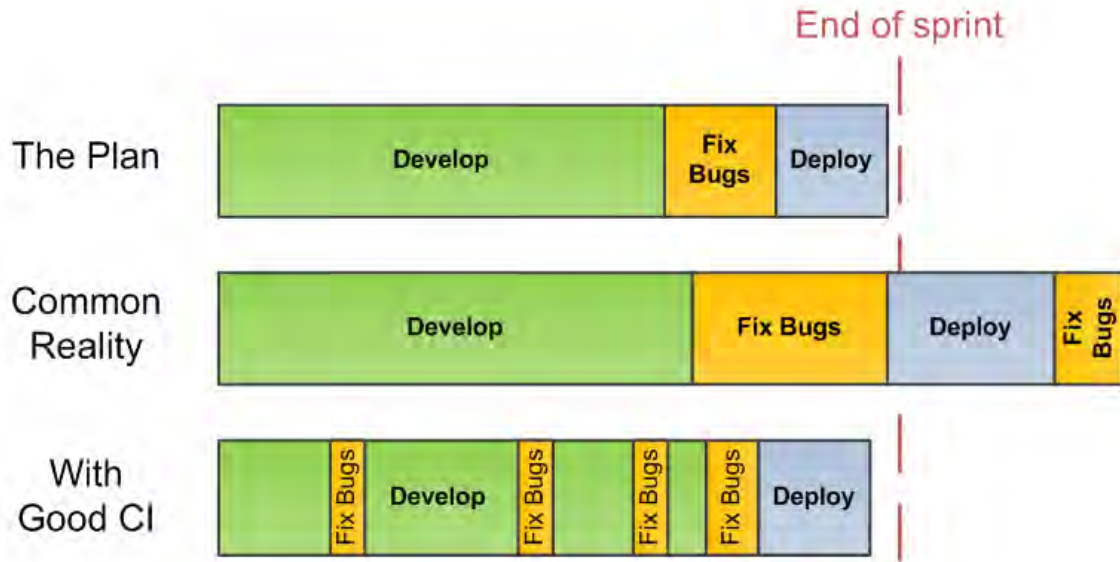 End of sprint
The Plan
Develop
Fix
Bugs
Deploy
Common
Reality
Develop
Fix Bugs
Deploy
Fix
Bugs
With
Good CI
Fix Bugs
Develop
Fix Bugs
Fix Bugs
Fix Bugs
Deploy